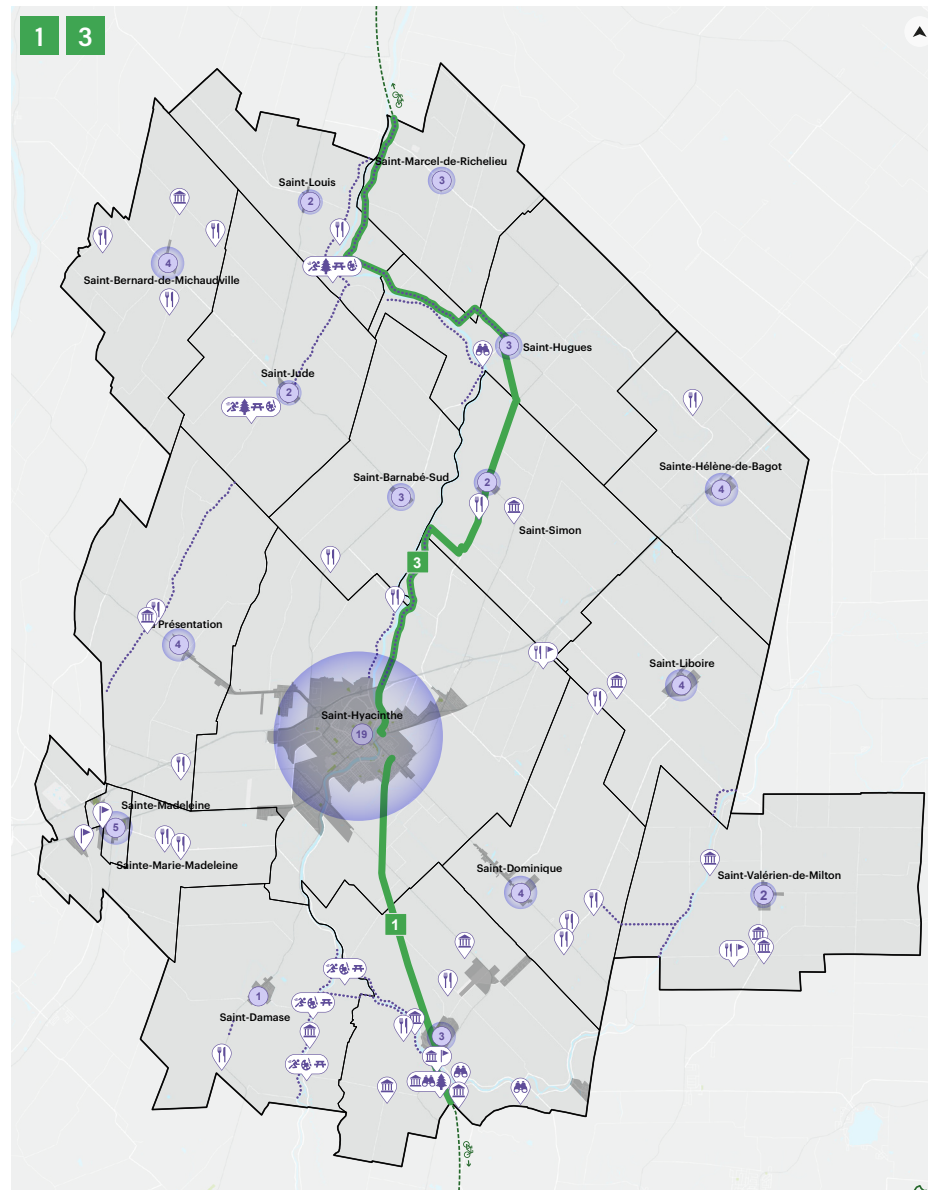 1 3
Saint-Marcel-de-Richelieu
3
Saint-Louis
2
4
Saint-Bernard-de-Michaudville
3
Saint-Hugues
Saint-Jude
2
Sainte-Hélène-de-Bagot
4
Saint-Barnabé-Sud
3
2
Saint-Simon
3
Présentation
4
Saint-Liboire
4
Saint-Hyacinthe
19
Sainte-Madeleine
5
Sainte-Marie-Madeleine
Saint-Dominique
4
Saint-Valérien-de-Milton
2
1
1
Saint-Damase
3